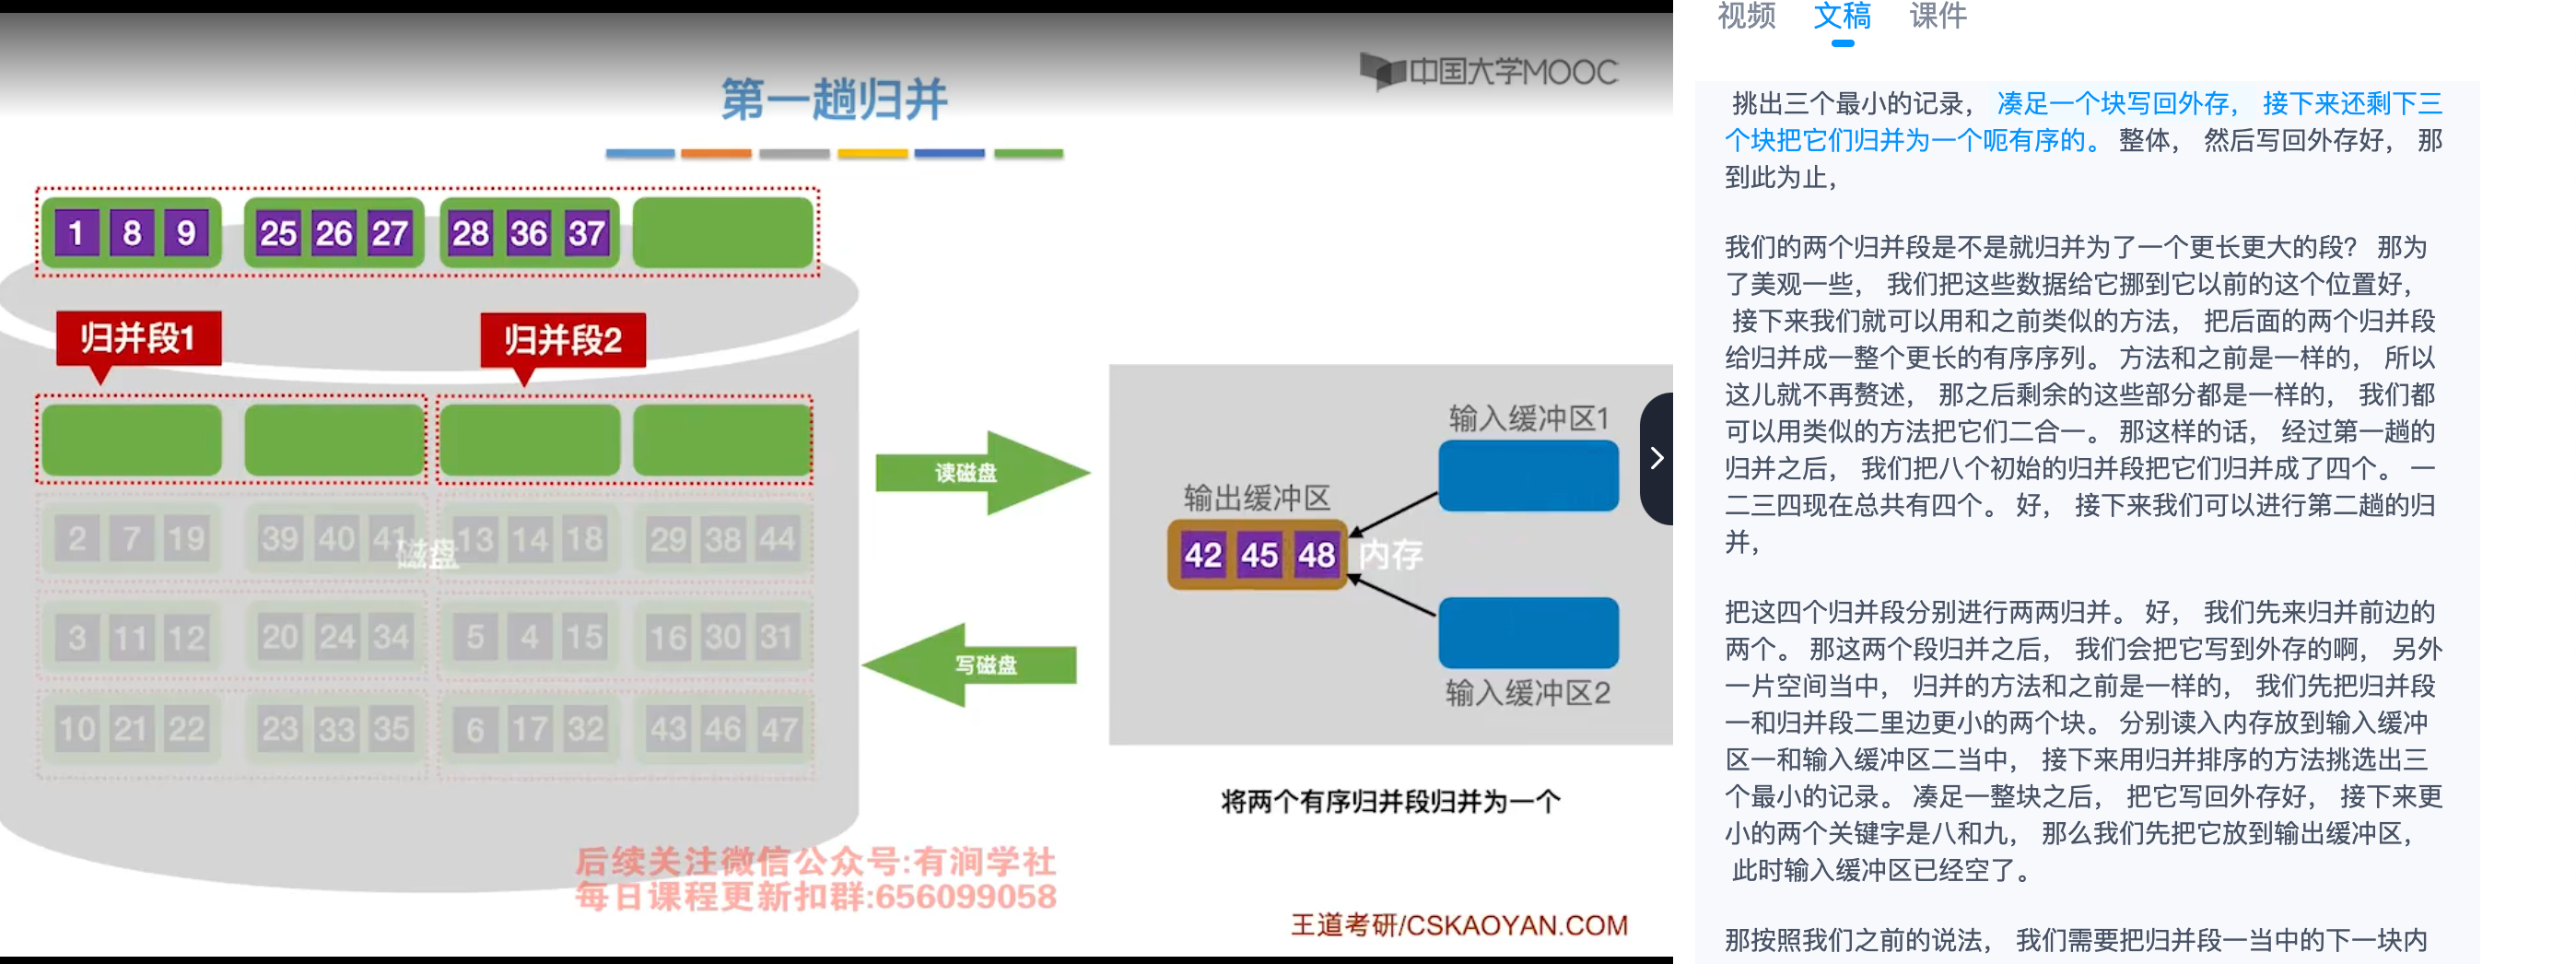 中国大学MOOC
第一趟归并
1 8 9 25 26 27 28 36 37
归并段1 归并段2
2 7 19 39 40 41 13 14 18 29 38 44
磁盘
3 11 12 20 24 34 5 4 15 16 30 31
10 21 22 23 33 35 6 17 32 43 46 47
读磁盘
写磁盘
输入缓冲区1
输出缓冲区
42 45 48
内存
输入缓冲区2
将两个有序归并段归并为一个
后续关注微信公众号:有涧学社
每日课程更新扣群:656099058
王道考研/CSKAOYAN.COM
视频 文稿 课件
挑出三个最小的记录， 凑足一个块写回外存， 接下来还剩下三
个块把它们归并为一个呃有序的。 整体， 然后写回外存好， 那
到此为止，
我们的两个归并段是不是就归并为了一个更长更大的段？ 那为
了美观一些， 我们把这些数据给它挪到它以前的这个位置好，
接下来我们就可以用和之前类似的方法， 把后面的两个归并段
给归并成一整个更长的有序序列。 方法和之前是一样的， 所以
这儿就不再赘述， 那之后剩余的这些部分都是一样的， 我们都
可以用类似的方法把它们二合一。 那这样的话， 经过第一趟的
归并之后， 我们把八个初始的归并段把它们归并成了四个。 一
二三四现在总共有四个。 好， 接下来我们可以进行第二趟的归
并，
把这四个归并段分别进行两两归并。 好， 我们先来归并前边的
两个。 那这两个段归并之后， 我们会把它写到外存的啊， 另外
一片空间当中， 归并的方法和之前是一样的， 我们先把归并段
一和归并段二里边更小的两个块。 分别读入内存放到输入缓冲
区一和输入缓冲区二当中， 接下来用归并排序的方法挑选出三
个最小的记录。 凑足一整块之后， 把它写回外存好， 接下来更
小的两个关键字是八和九， 那么我们先把它放到输出缓冲区，
此时输入缓冲区已经空了。
那按照我们之前的说法， 我们需要把归并段一当中的下一块内